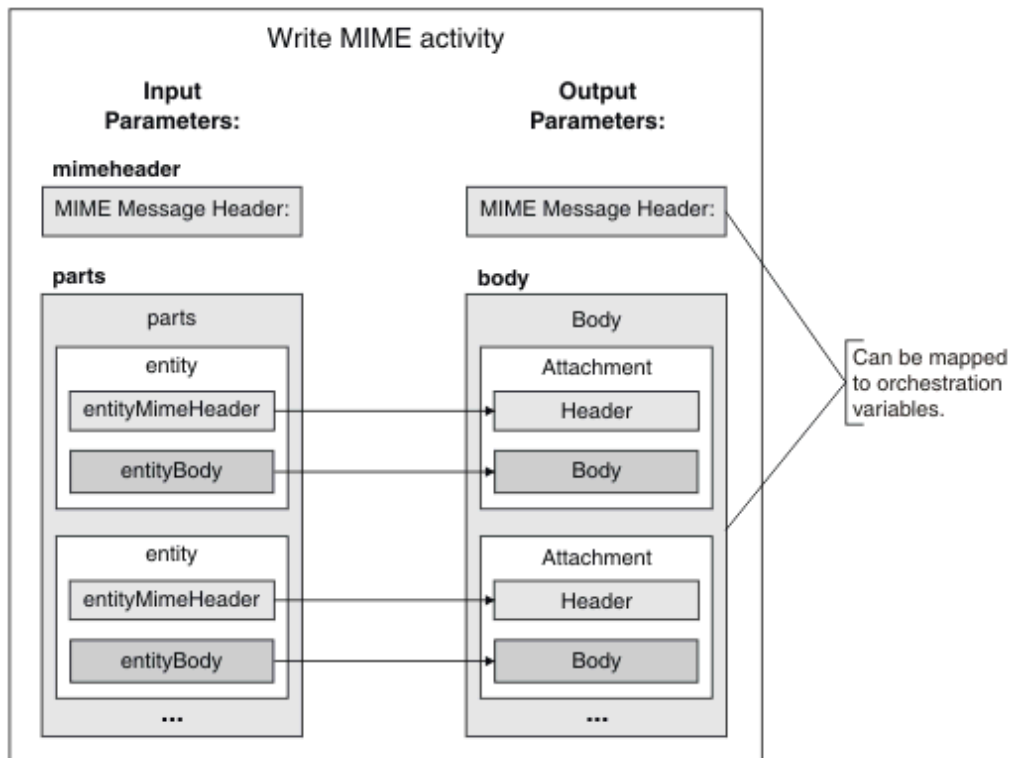 Write MIME activity
Input
Parameters:
Output
Parameters:
mimeheader
MIME Message Header:
MIME Message Header:
parts
body
parts
Body
entity
Attachment
entityMimeHeader
Header
entityBody
Body
entity
Attachment
entityMimeHeader
Header
entityBody
Body
...
...
Can be mapped
to orchestration
variables.